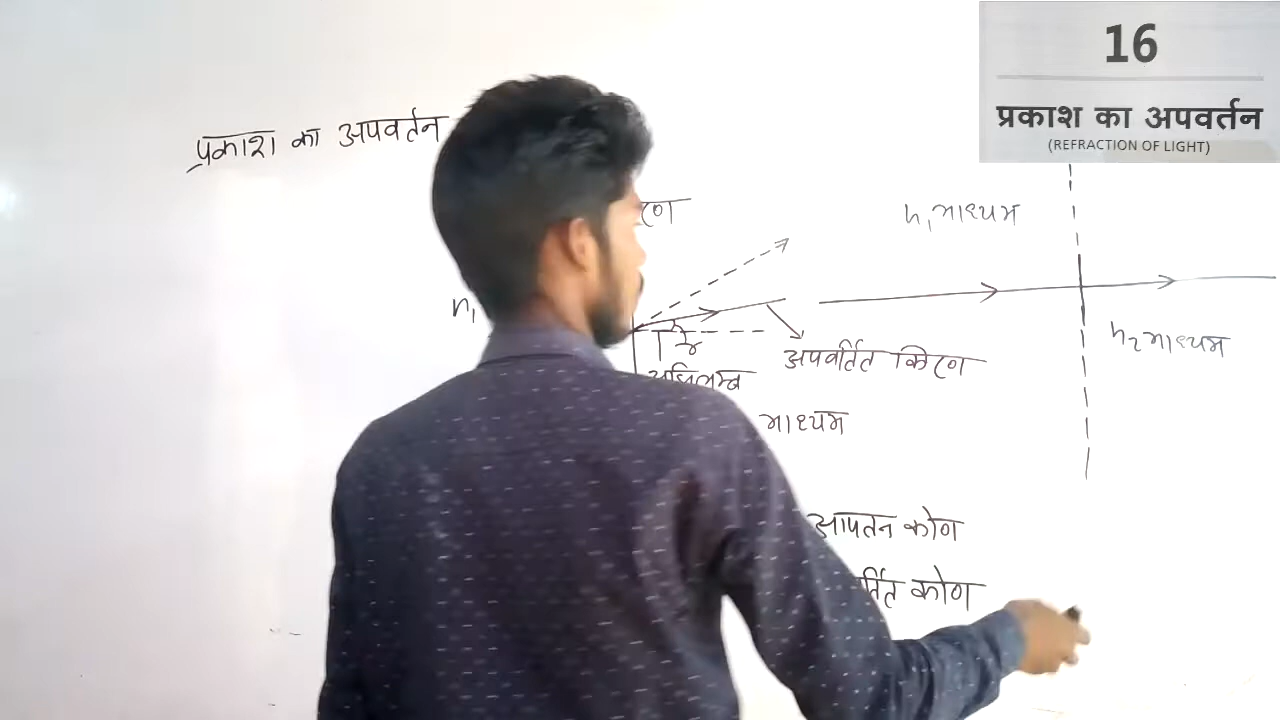 16
प्रकाश का अपवर्तन
(REFRACTION OF LIGHT)
प्रकाश का अपवर्तन
n₁ माध्यम
n₁
r
अपवर्तित किरण
n₂ माध्यम
अभिलम्ब
माध्यम
आपतन कोण
कोण